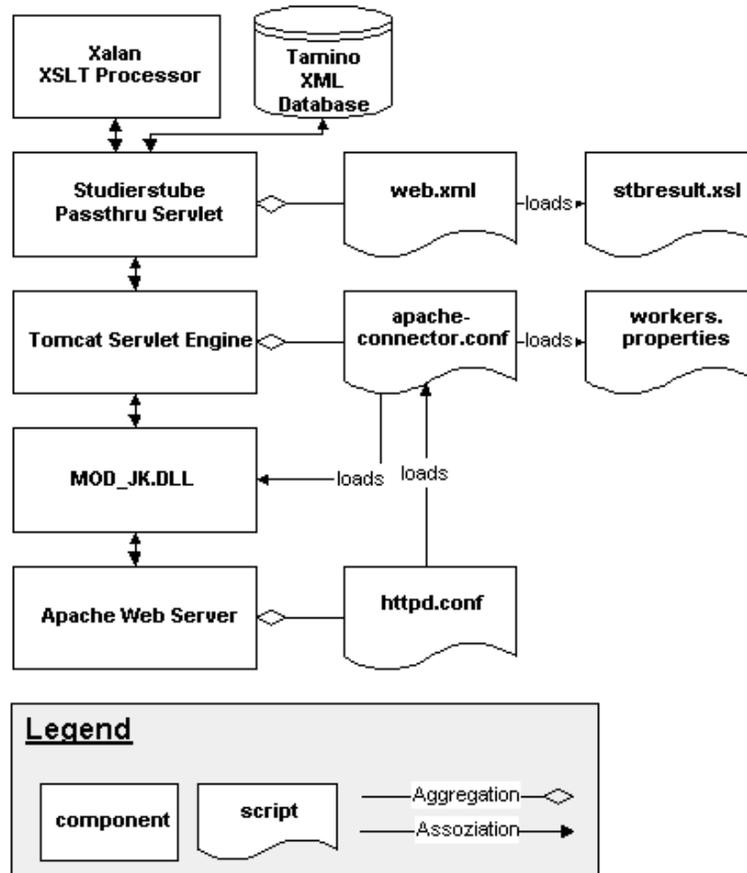 Xalan
XSLT Processor
Tamino
XML
Database
Studierstube
Passthru Servlet
web.xml
loads
stbresult.xsl
Tomcat Servlet Engine
apache-
connector.conf
loads
workers.
properties
MOD_JK.DLL
loads
loads
Apache Web Server
httpd.conf
Legend
component
script
Aggregation
Assoziation